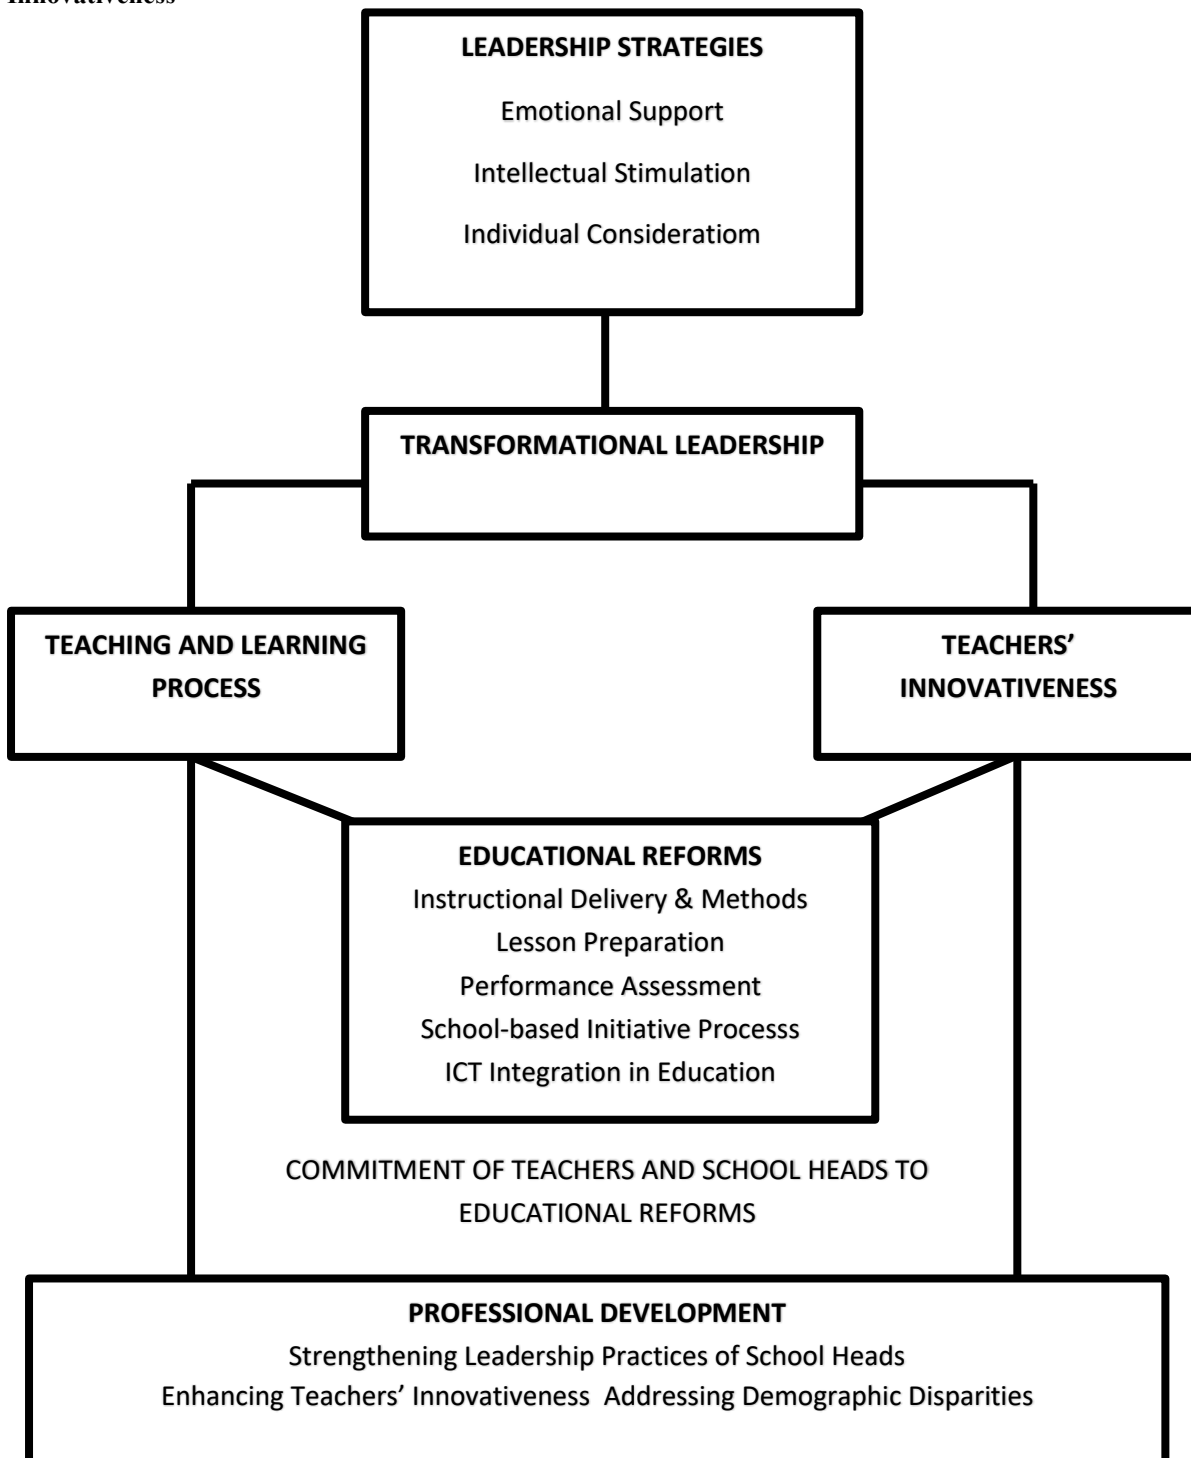 Innovativeness
LEADERSHIP STRATEGIES
Emotional Support
Intellectual Stimulation
Individual Consideratiom
TRANSFORMATIONAL LEADERSHIP
TEACHING AND LEARNING
PROCESS
TEACHERS’
INNOVATIVENESS
EDUCATIONAL REFORMS
Instructional Delivery & Methods
Lesson Preparation
Performance Assessment
School-based Initiative Processs
ICT Integration in Education
COMMITMENT OF TEACHERS AND SCHOOL HEADS TO
EDUCATIONAL REFORMS
PROFESSIONAL DEVELOPMENT
Strengthening Leadership Practices of School Heads
Enhancing Teachers’ Innovativeness  Addressing Demographic Disparities